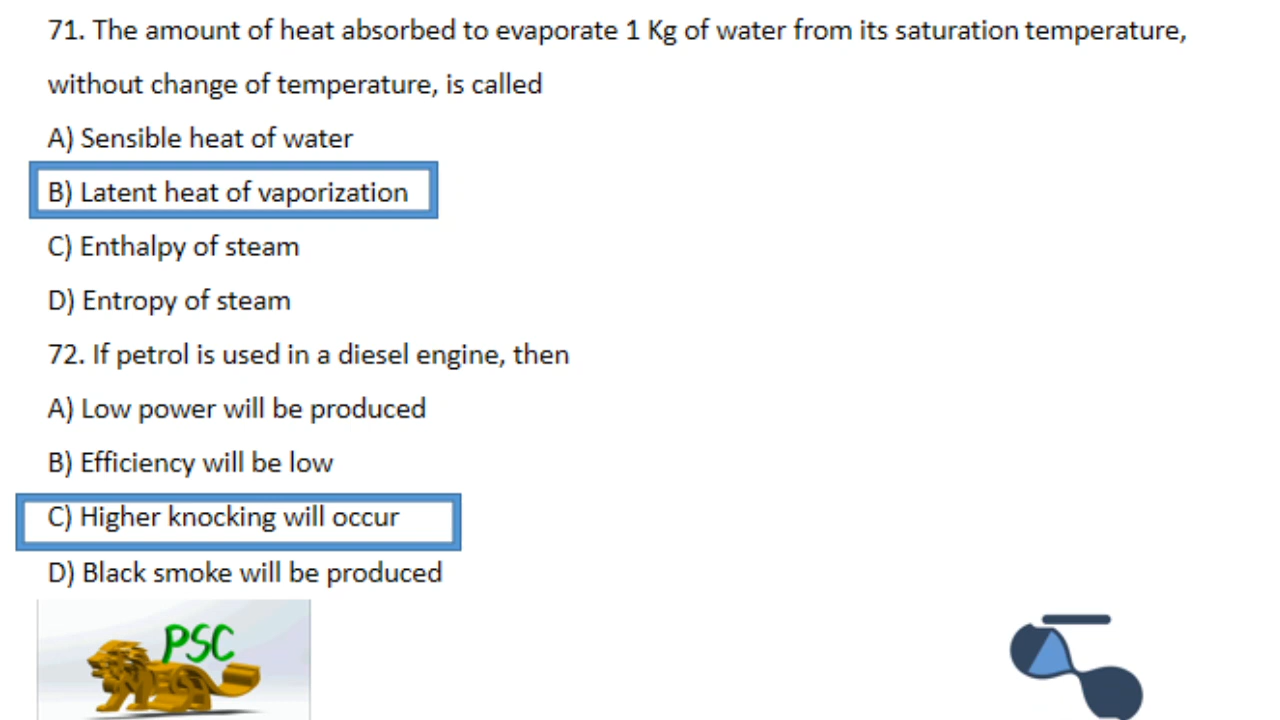 71. The amount of heat absorbed to evaporate 1 Kg of water from its saturation temperature,
without change of temperature, is called
A) Sensible heat of water
B) Latent heat of vaporization
C) Enthalpy of steam
D) Entropy of steam
72. If petrol is used in a diesel engine, then
A) Low power will be produced
B) Efficiency will be low
C) Higher knocking will occur
D) Black smoke will be produced
PSC